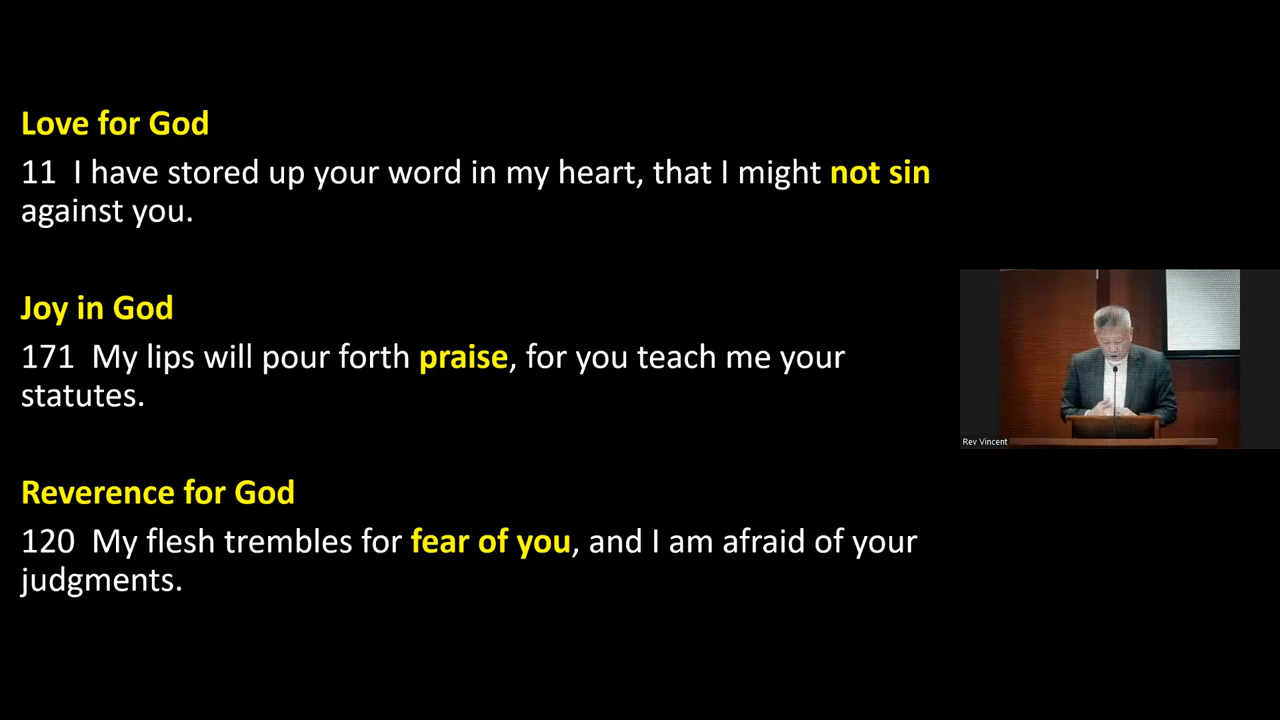 Love for God
11 I have stored up your word in my heart, that I might not sin
against you.
Joy in God
171 My lips will pour forth praise, for you teach me your
statutes.
Rev Vincent
Reverence for God
120 My flesh trembles for fear of you, and I am afraid of your
judgments.